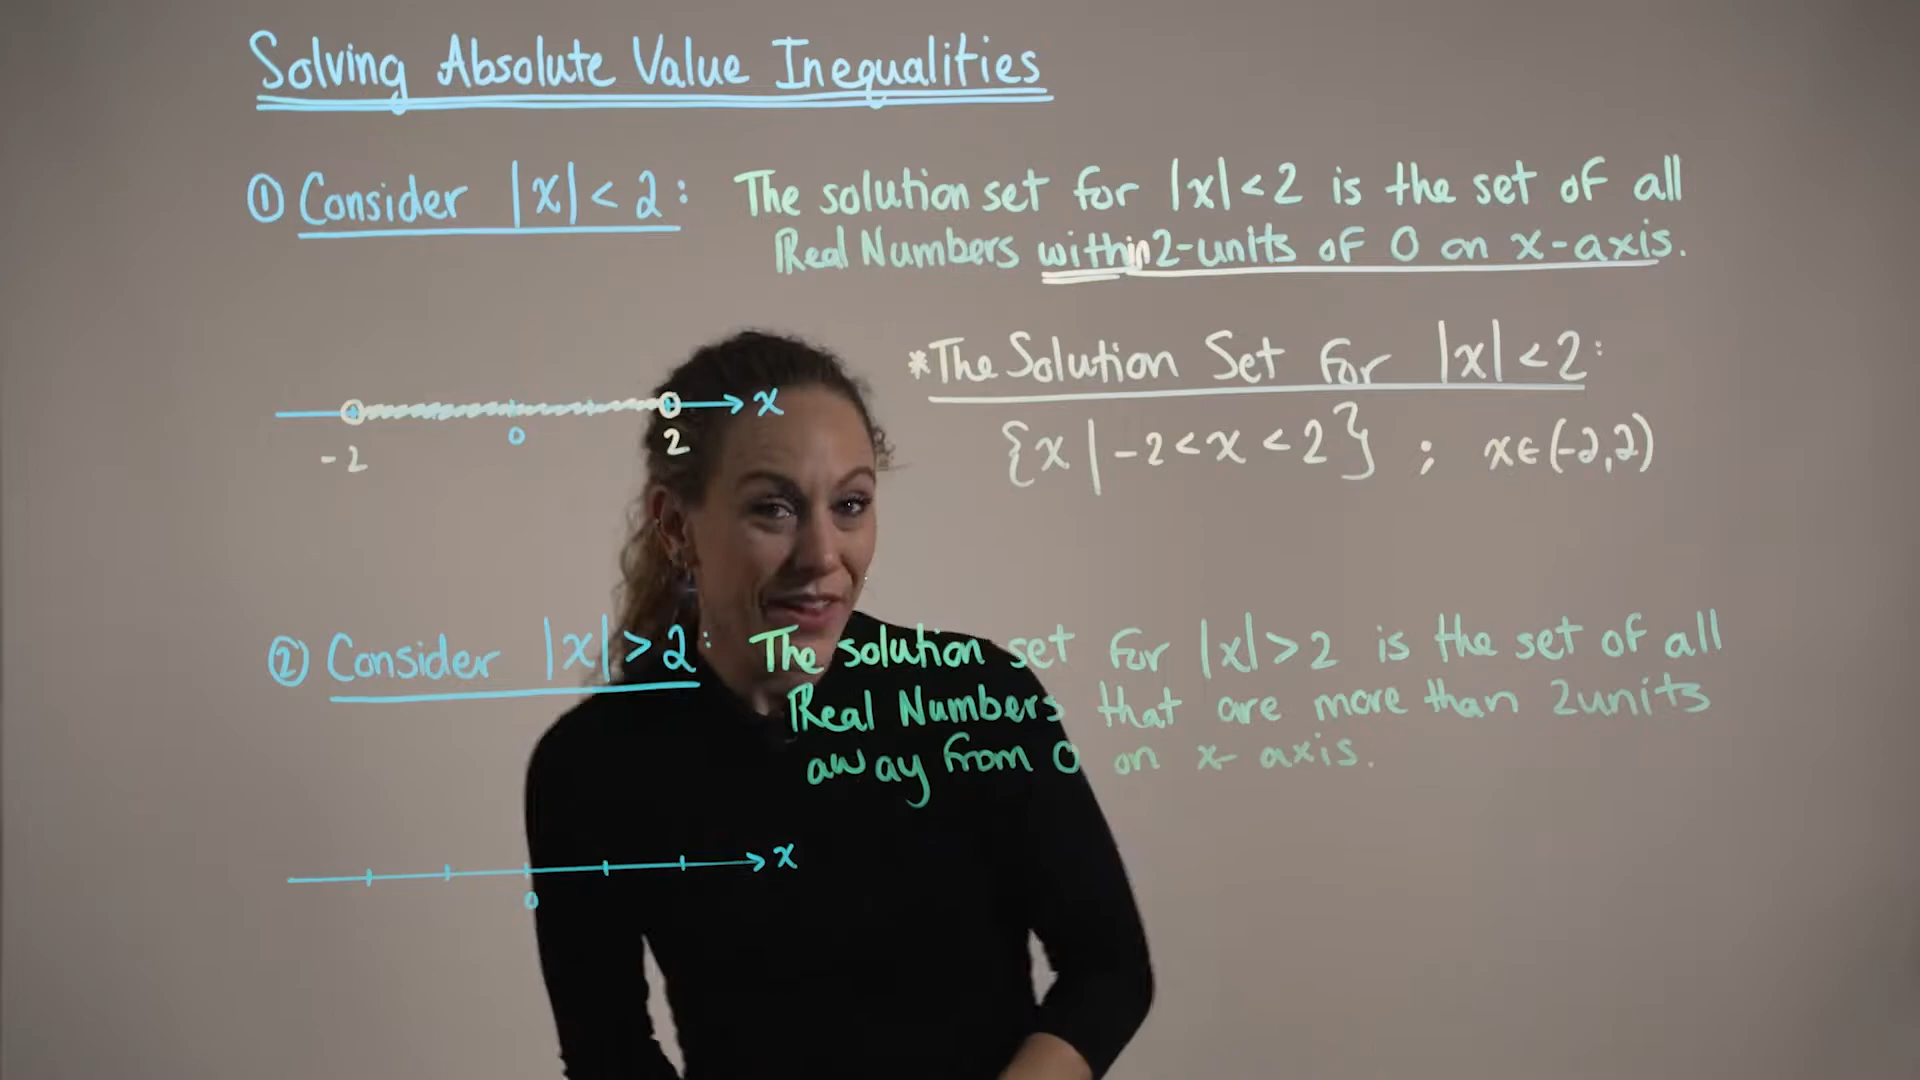 Solving Absolute Value Inequalities
① Consider |x| < 2: The solution set for |x| < 2 is the set of all
Real Numbers within 2-units of 0 on x-axis.
*The Solution Set for |x| < 2:
{x | -2 < x < 2} ; x∈(-2,2)
x
-2 0 2
② Consider |x| > 2: The solution set for |x| > 2 is the set of all
Real Numbers that are more than 2 units
away from 0 on x-axis.
x
0